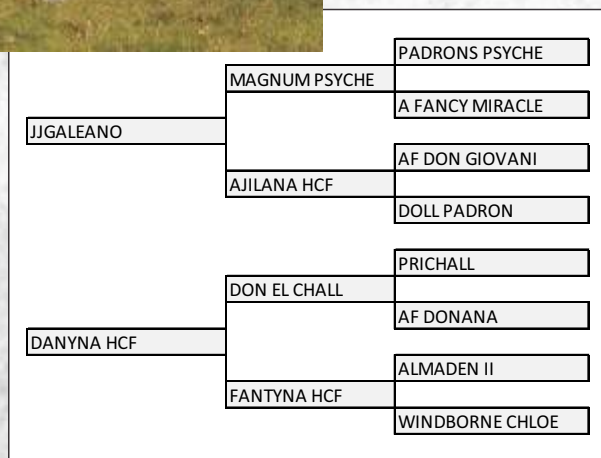 PADRONS PSYCHE
MAGNUM PSYCHE
A FANCY MIRACLE
JJGALEANO
AF DON GIOVANI
AJILANA HCF
DOLL PADRON
PRICHALL
DON EL CHALL
AF DONANA
DANYNA HCF
ALMADEN II
FANTYNA HCF
WINDBORNE CHLOE